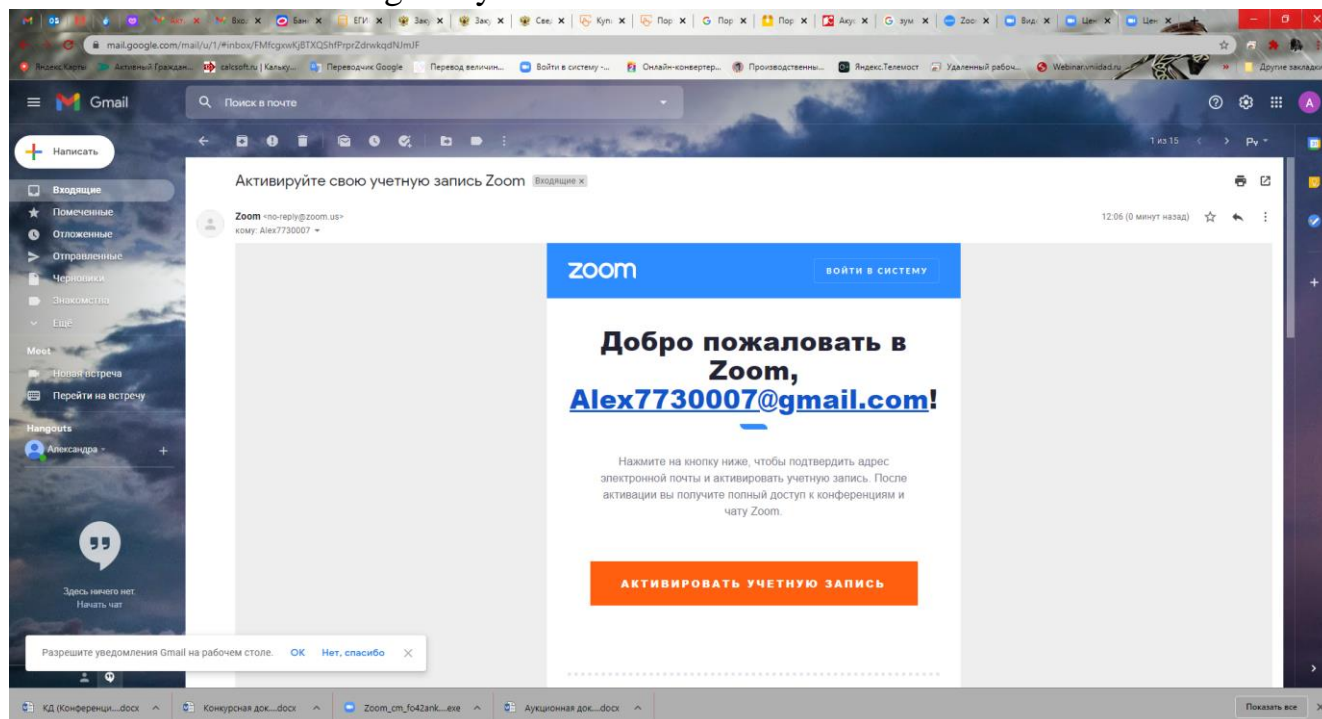 mail.google.com/mail/u/1/#inbox/FMfcgxwKjBTXQShfFrprZdrwkqdNJmJF
Яндекс.Карты
Активный Граждан...
calcsoft.ru | Кальку...
Переводчик Google
Перевод величин...
Войти в систему -...
Онлайн-конвертер...
Производственны...
Яндекс.Телемост
Удаленный рабоч...
Webinar.vniidad.ru
Другие закладки
Gmail
Поиск в почте
Написать
1 из 15
Входящие
Помеченные
Отложенные
Отправленные
Черновики
Знакомство
Ещё
Meet
Новая встреча
Перейти на встречу
Hangouts
Александра
Здесь ничего нет.
Начать чат
Активируйте свою учетную запись Zoom Входящие x
Zoom <no-reply@zoom.us>
12:06 (0 минут назад)
кому: Alex7730007
zoom
ВОЙТИ В СИСТЕМУ
Добро пожаловать в
Zoom,
Alex7730007@gmail.com!
Нажмите на кнопку ниже, чтобы подтвердить адрес
электронной почты и активировать учетную запись. После
активации вы получите полный доступ к конференциям и
чату Zoom.
АКТИВИРОВАТЬ УЧЕТНУЮ ЗАПИСЬ
Разрешите уведомления Gmail на рабочем столе. ОК Нет, спасибо
КД (Конференци....docx
Конкурсная док....docx
Zoom_cm_fo42ank....exe
Аукционная док....docx
Показать все